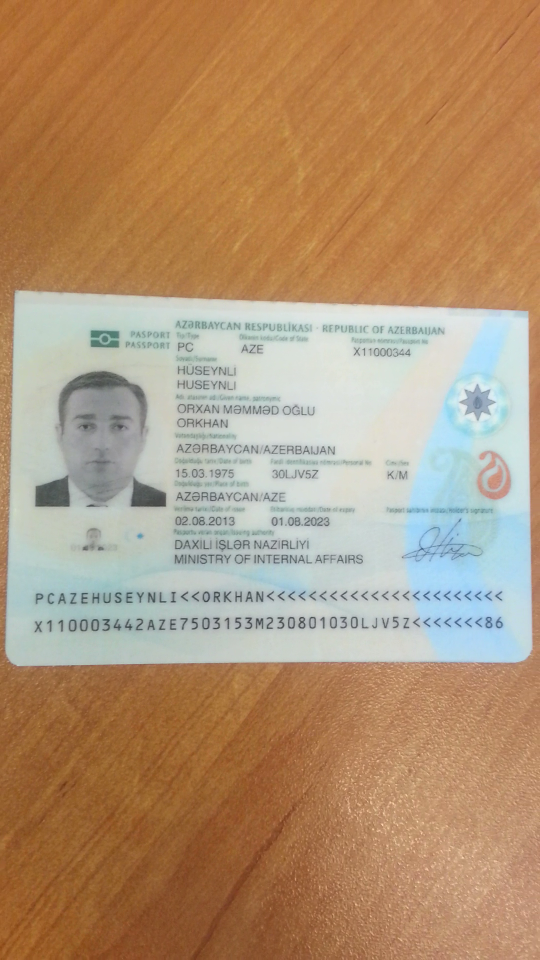 AZƏRBAYCAN RESPUBLİKASI · REPUBLIC OF AZERBAIJAN
PASPORT
PASSPORT
Tip/Type
PC
Ölkənin kodu/Code of State
AZE
Pasportun nömrəsi/Passport No
X11000344
Soyadı/Surname
HÜSEYNLİ
HUSEYNLI
Adı, atasının adı/Given name, patronymic
ORXAN MƏMMƏD OĞLU
ORKHAN
Vətəndaşlığı/Nationality
AZƏRBAYCAN/AZERBAIJAN
Doğulduğu tarix/Date of birth
15.03.1975
Fərdi identifikasiya nömrəsi/Personal No
30LJV5Z
Cinsi/Sex
K/M
Doğulduğu yer/Place of birth
AZƏRBAYCAN/AZE
Verilmə tarixi/Date of issue
02.08.2013
Etibarlılıq müddəti/Date of expiry
01.08.2023
Pasport sahibinin imzası/Holder's signature
Pasportu verən orqan/Issuing authority
DAXİLİ İŞLƏR NAZİRLİYİ
MINISTRY OF INTERNAL AFFAIRS
PCAZEHUSEYNLI<<ORKHAN<<<<<<<<<<<<<<<<<<<<<<<
X110003442AZE7503153M230801030LJV5Z<<<<<<<86